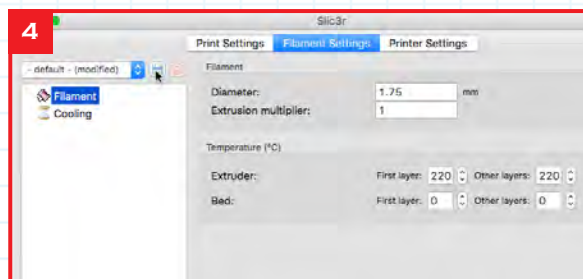 4
Slic3r
Print Settings Filament Settings Printer Settings
- default - (modified)
Filament
Cooling
Filament
Diameter: 1.75 mm
Extrusion multiplier: 1
Temperature (°C)
Extruder: First layer: 220 Other layers: 220
Bed: First layer: 0 Other layers: 0